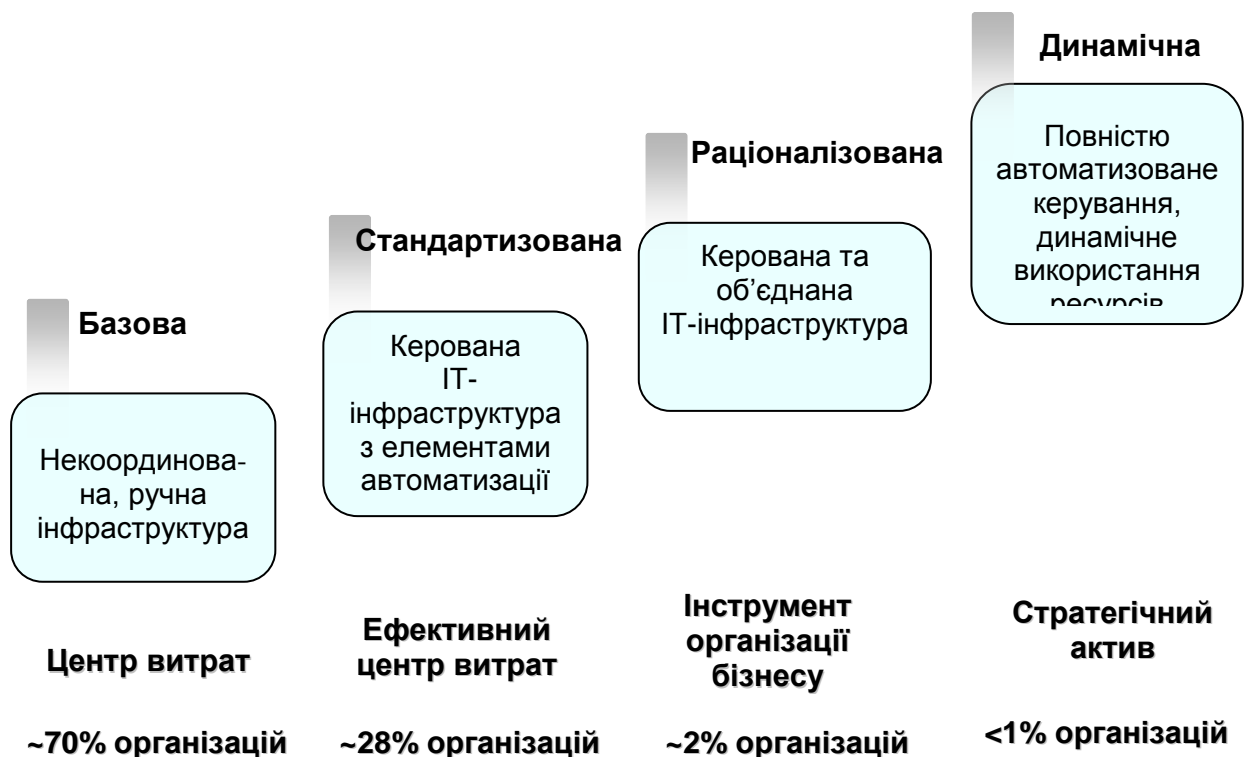 Динамічна
Повністю
автоматизоване
керування,
динамічне
використання
ресурсів
Раціоналізована
Керована та
об’єднана
ІТ-інфраструктура
Стандартизована
Керована
ІТ-
інфраструктура
з елементами
автоматизації
Базова
Некоординова-
на, ручна
інфраструктура
Центр витрат
Ефективний
центр витрат
Інструмент
організації
бізнесу
Стратегічний
актив
~70% організацій
~28% організацій
~2% організацій
<1% організацій